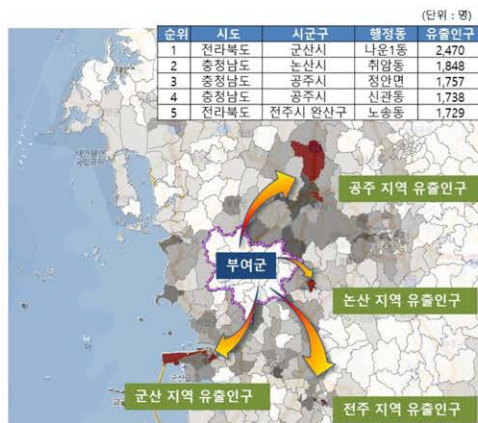 (단위 : 명)
순위 시도 시군구 행정동 유출인구
1 전라북도 군산시 나운1동 2,470
2 충청남도 논산시 취암동 1,848
3 충청남도 공주시 정안면 1,757
4 충청남도 공주시 신관동 1,738
5 전라북도 전주시 완산구 노송동 1,729
공주 지역 유출인구
부여군
논산 지역 유출인구
군산 지역 유출인구
전주 지역 유출인구